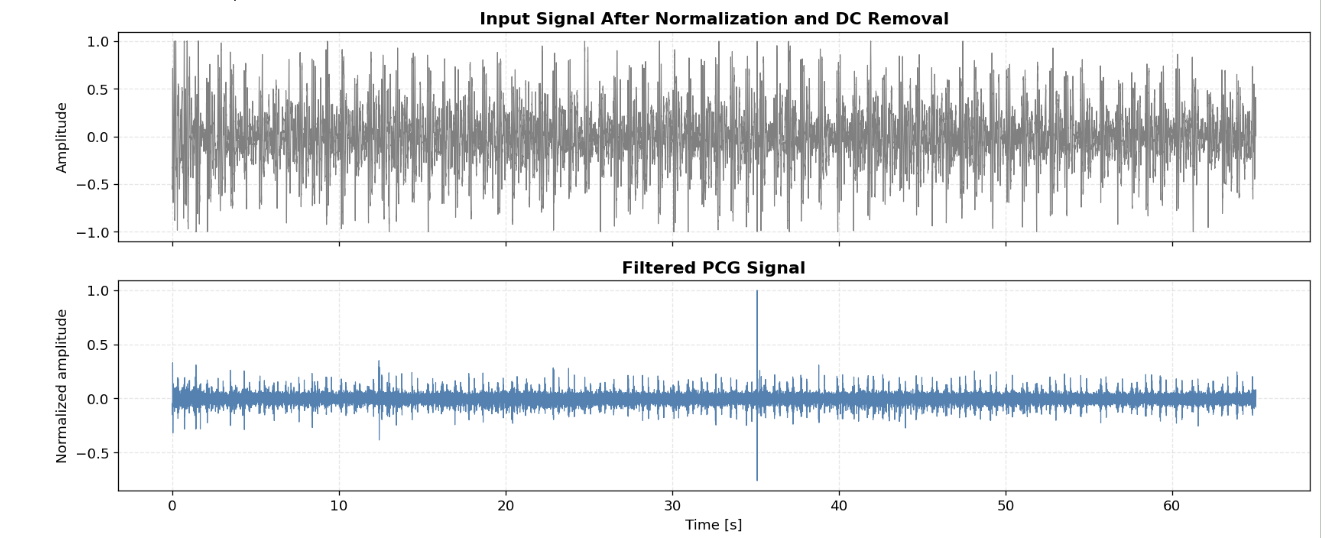 Input Signal After Normalization and DC Removal
1.0
0.5
0.0
−0.5
−1.0
Amplitude
Filtered PCG Signal
1.0
0.5
0.0
−0.5
Normalized amplitude
0 10 20 30 40 50 60
Time [s]